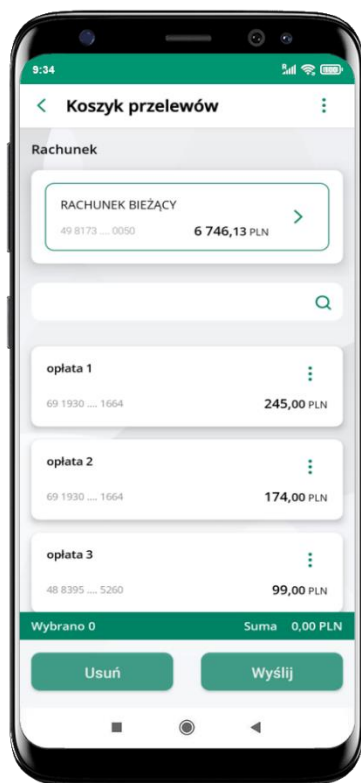 9:34
Koszyk przelewów
Rachunek
RACHUNEK BIEŻĄCY
49 8173 .... 0050 6 746,13 PLN
opłata 1
69 1930 .... 1664 245,00 PLN
opłata 2
69 1930 .... 1664 174,00 PLN
opłata 3
48 8395 .... 5260 99,00 PLN
Wybrano 0 Suma 0,00 PLN
Usuń Wyślij